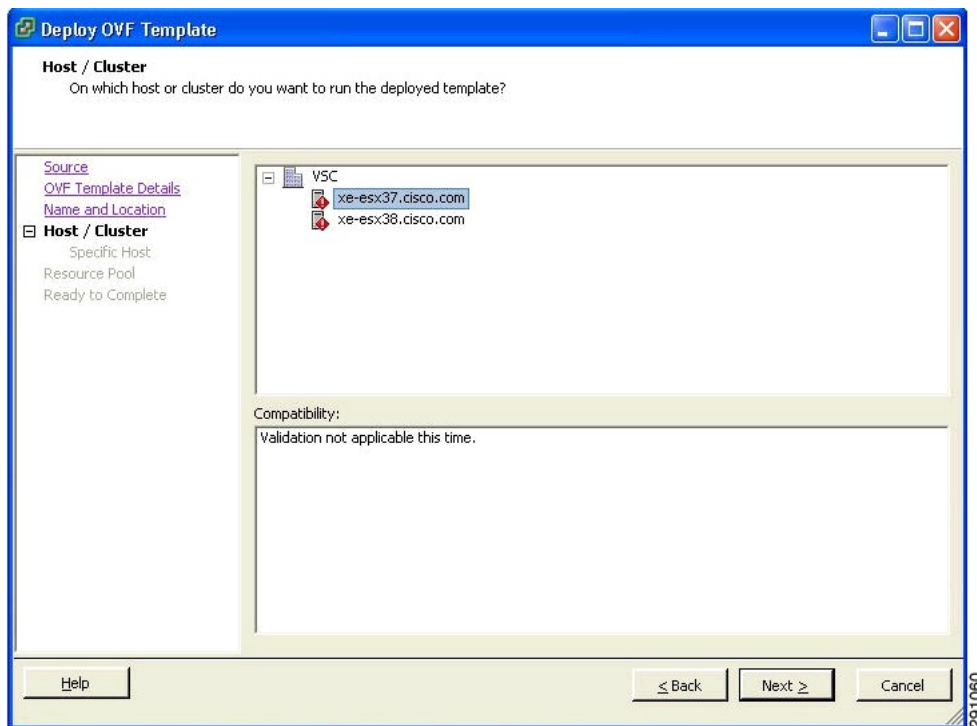 Deploy OVF Template
Host / Cluster
On which host or cluster do you want to run the deployed template?
Source
OVF Template Details
Name and Location
Host / Cluster
Specific Host
Resource Pool
Ready to Complete
VSC
xe-esx37.cisco.com
xe-esx38.cisco.com
Compatibility:
Validation not applicable this time.
Help
< Back
Next >
Cancel